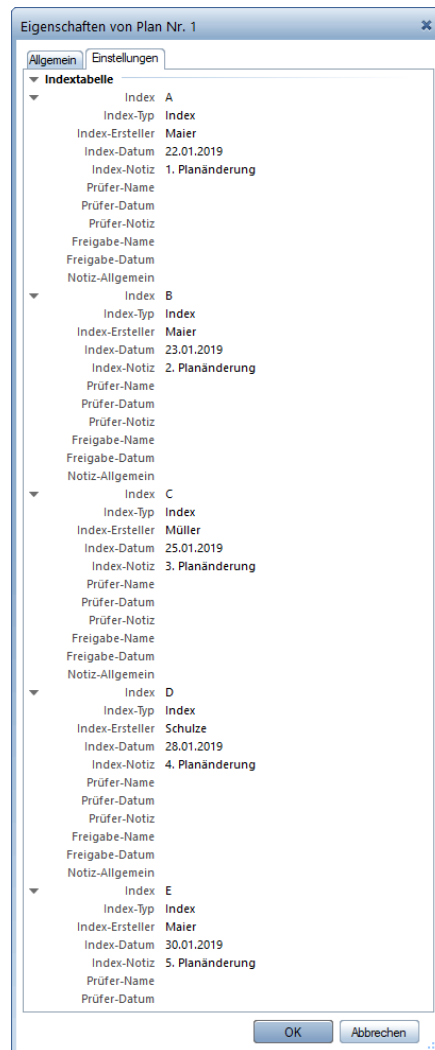 Eigenschaften von Plan Nr. 1
Allgemein Einstellungen
Indextabelle
Index A
Index-Typ Index
Index-Ersteller Maier
Index-Datum 22.01.2019
Index-Notiz 1. Planänderung
Prüfer-Name
Prüfer-Datum
Prüfer-Notiz
Freigabe-Name
Freigabe-Datum
Notiz-Allgemein
Index B
Index-Typ Index
Index-Ersteller Maier
Index-Datum 23.01.2019
Index-Notiz 2. Planänderung
Prüfer-Name
Prüfer-Datum
Prüfer-Notiz
Freigabe-Name
Freigabe-Datum
Notiz-Allgemein
Index C
Index-Typ Index
Index-Ersteller Müller
Index-Datum 25.01.2019
Index-Notiz 3. Planänderung
Prüfer-Name
Prüfer-Datum
Prüfer-Notiz
Freigabe-Name
Freigabe-Datum
Notiz-Allgemein
Index D
Index-Typ Index
Index-Ersteller Schulze
Index-Datum 28.01.2019
Index-Notiz 4. Planänderung
Prüfer-Name
Prüfer-Datum
Prüfer-Notiz
Freigabe-Name
Freigabe-Datum
Notiz-Allgemein
Index E
Index-Typ Index
Index-Ersteller Maier
Index-Datum 30.01.2019
Index-Notiz 5. Planänderung
Prüfer-Name
Prüfer-Datum
OK Abbrechen